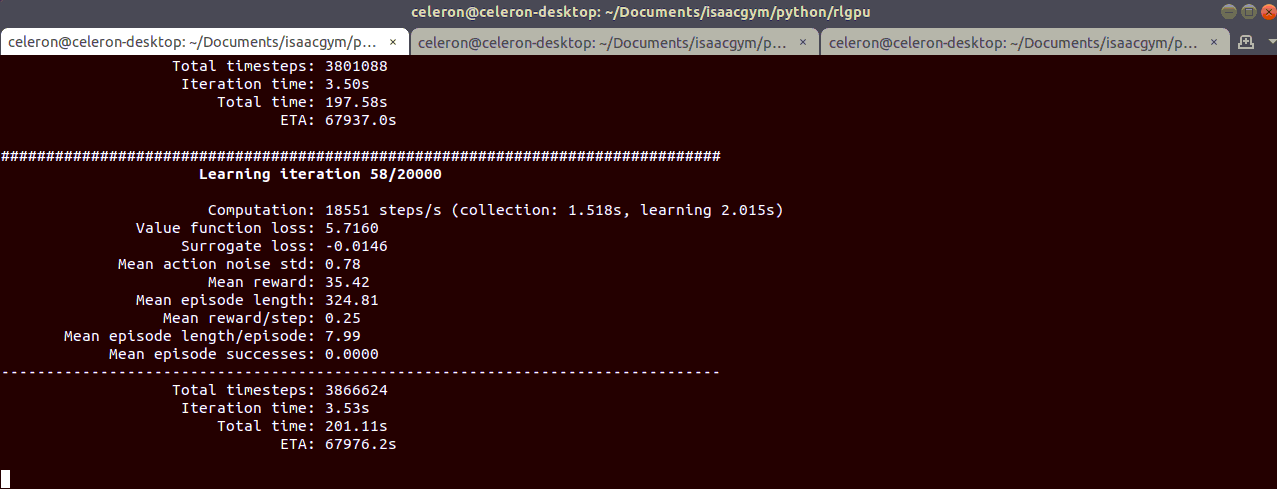 celeron@celeron-desktop: ~/Documents/isaacgym/python/rlgpu
celeron@celeron-desktop: ~/Documents/isaacgym/p... × celeron@celeron-desktop: ~/Documents/isaacgym/p... × celeron@celeron-desktop: ~/Documents/isaacgym/p... ×
Total timesteps: 3801088
Iteration time: 3.50s
Total time: 197.58s
ETA: 67937.0s
################################################################################
Learning iteration 58/20000
Computation: 18551 steps/s (collection: 1.518s, learning 2.015s)
Value function loss: 5.7160
Surrogate loss: -0.0146
Mean action noise std: 0.78
Mean reward: 35.42
Mean episode length: 324.81
Mean reward/step: 0.25
Mean episode length/episode: 7.99
Mean episode successes: 0.0000
--------------------------------------------------------------------------------
Total timesteps: 3866624
Iteration time: 3.53s
Total time: 201.11s
ETA: 67976.2s